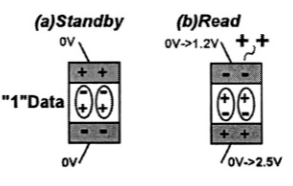 (a)Standby
(b)Read
0V
0V->1.2V
+ +
+ +
- -
"1"Data
- -
+ +
+ +
- -
- -
+ +
0V
0V->2.5V